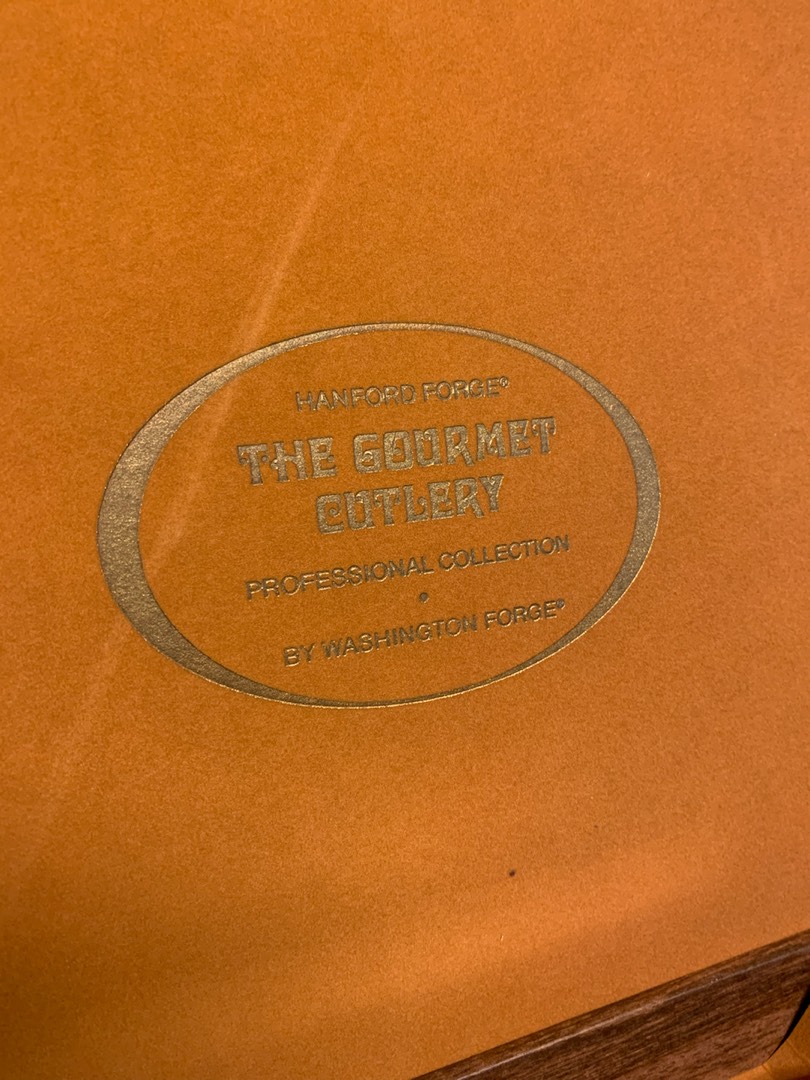 HANFORD FORGE®
THE GOURMET
CUTLERY
PROFESSIONAL COLLECTION
•
BY WASHINGTON FORGE®